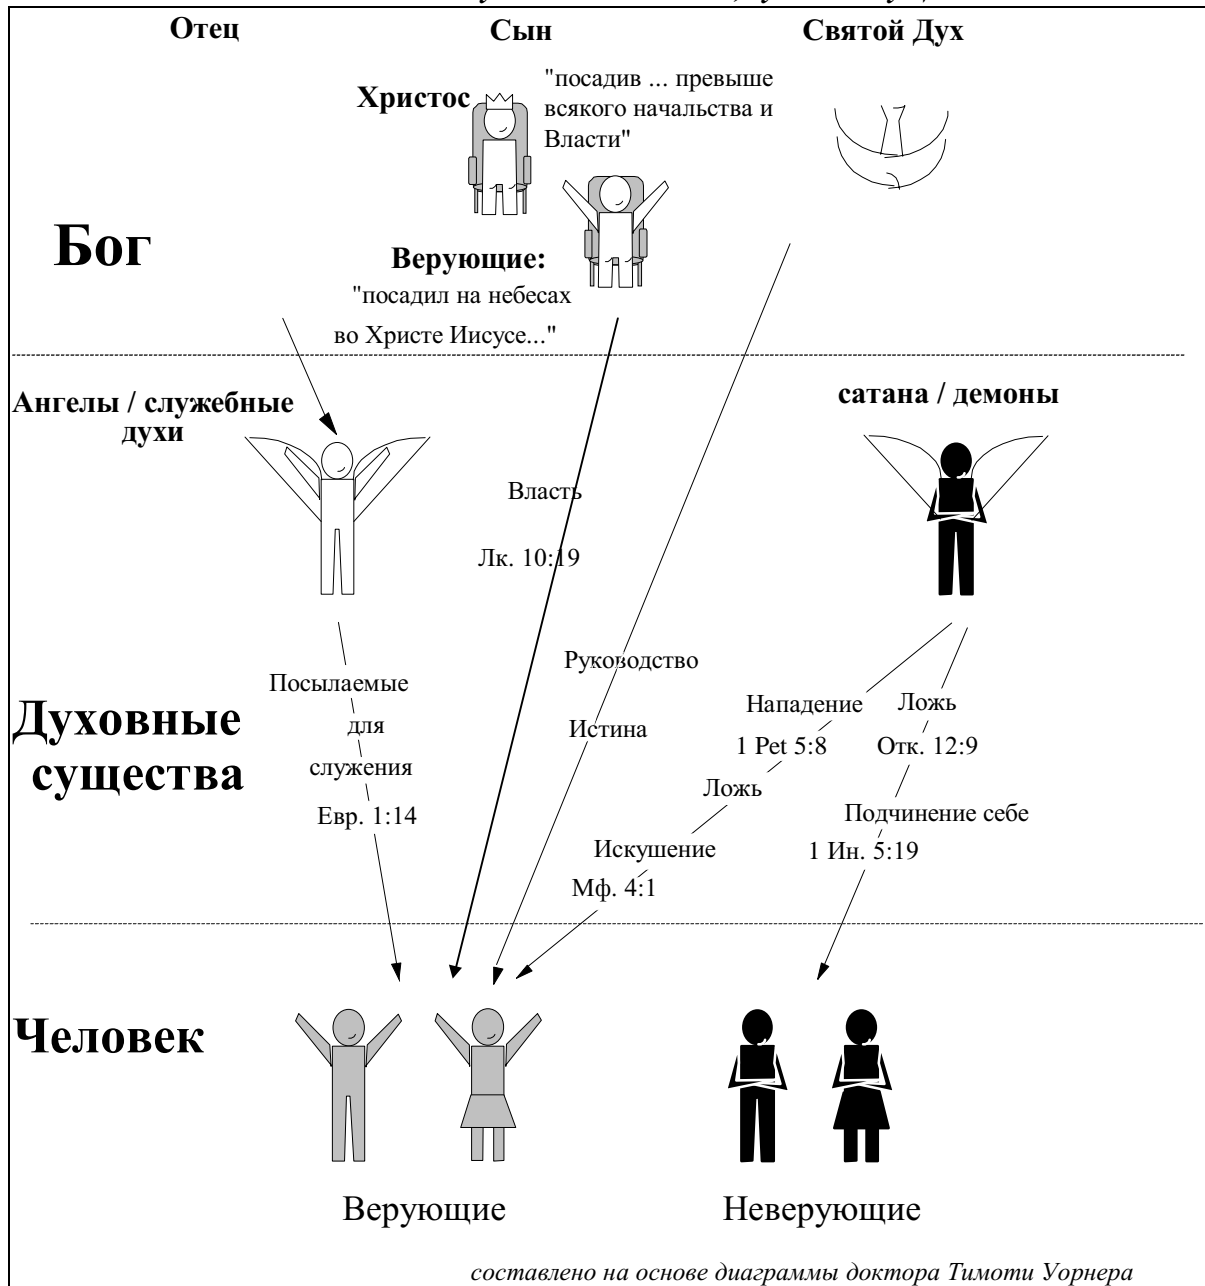 Отец
Сын
Святой Дух
Христос
"посадив ... превыше
всякого начальства и
Власти"
Бог
Верующие:
"посадил на небесах
во Христе Иисусе..."
Ангелы / служебные
духи
сатана / демоны
Власть
Лк. 10:19
Духовные
существа
Посылаемые
для
служения
Евр. 1:14
Руководство
Истина
Нападение
1 Pet 5:8
Ложь
Искушение
Мф. 4:1
Ложь
Отк. 12:9
Подчинение себе
1 Ин. 5:19
Человек
Верующие
Неверующие
составлено на основе диаграммы доктора Тимоти Уорнера